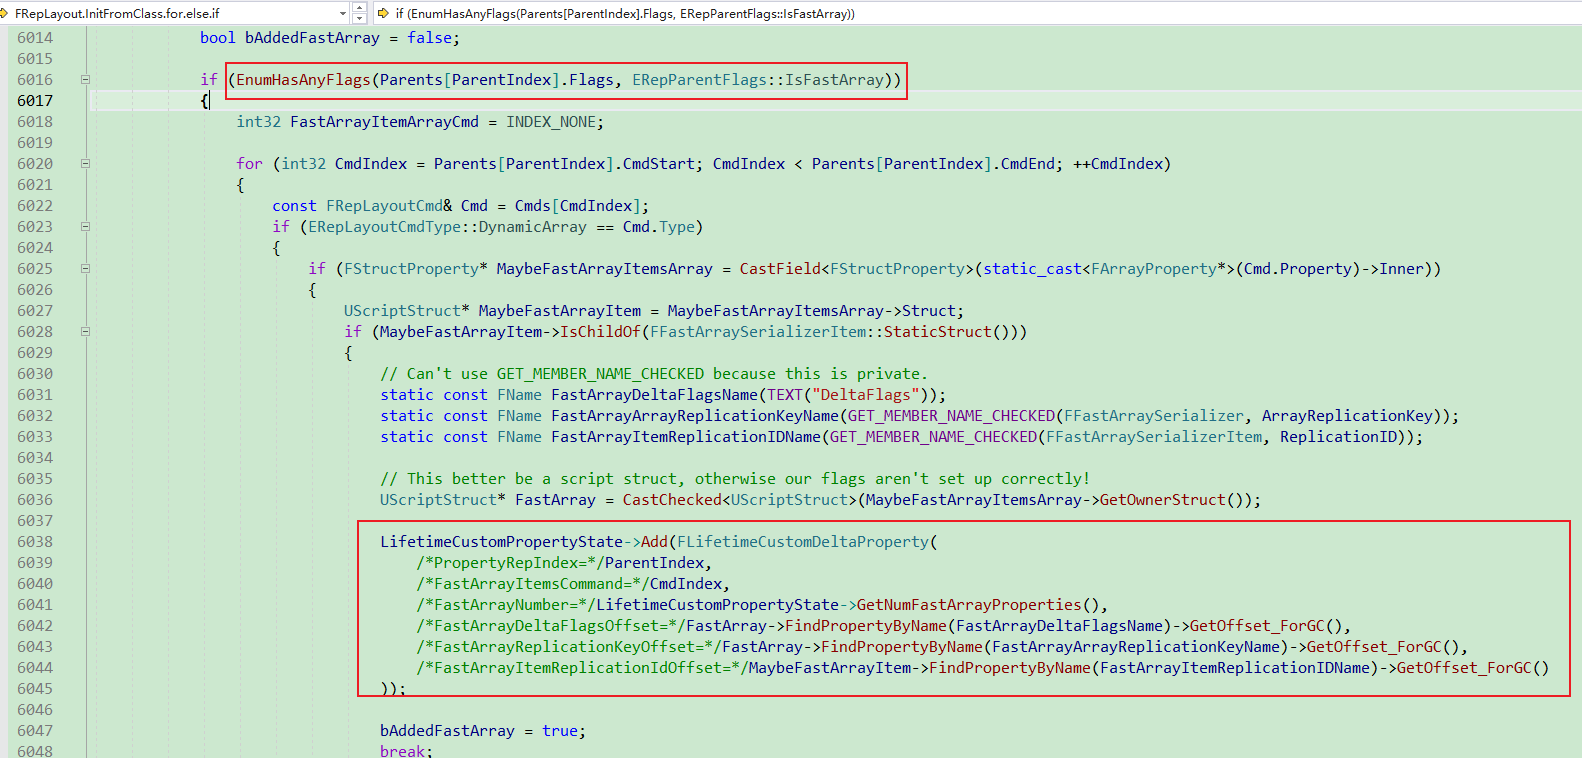 FRepLayout.InitFromClass.for.else.if
if (EnumHasAnyFlags(Parents[ParentIndex].Flags, ERepParentFlags::IsFastArray))
6014 bool bAddedFastArray = false;
6015
6016 if (EnumHasAnyFlags(Parents[ParentIndex].Flags, ERepParentFlags::IsFastArray))
6017 {
6018 int32 FastArrayItemArrayCmd = INDEX_NONE;
6019
6020 for (int32 CmdIndex = Parents[ParentIndex].CmdStart; CmdIndex < Parents[ParentIndex].CmdEnd; ++CmdIndex)
6021 {
6022 const FRepLayoutCmd& Cmd = Cmds[CmdIndex];
6023 if (ERepLayoutCmdType::DynamicArray == Cmd.Type)
6024 {
6025 if (FStructProperty* MaybeFastArrayItemsArray = CastField<FStructProperty>(static_cast<FArrayProperty*>(Cmd.Property)->Inner))
6026 {
6027 UScriptStruct* MaybeFastArrayItem = MaybeFastArrayItemsArray->Struct;
6028 if (MaybeFastArrayItem->IsChildOf(FFastArraySerializerItem::StaticStruct()))
6029 {
6030 // Can't use GET_MEMBER_NAME_CHECKED because this is private.
6031 static const FName FastArrayDeltaFlagsName(TEXT("DeltaFlags"));
6032 static const FName FastArrayArrayReplicationKeyName(GET_MEMBER_NAME_CHECKED(FFastArraySerializer, ArrayReplicationKey));
6033 static const FName FastArrayItemReplicationIDName(GET_MEMBER_NAME_CHECKED(FFastArraySerializerItem, ReplicationID));
6034
6035 // This better be a script struct, otherwise our flags aren't set up correctly!
6036 UScriptStruct* FastArray = CastChecked<UScriptStruct>(MaybeFastArrayItemsArray->GetOwnerStruct());
6037
6038 LifetimeCustomPropertyState->Add(FLifetimeCustomDeltaProperty(
6039 /*PropertyRepIndex=*/ParentIndex,
6040 /*FastArrayItemsCommand=*/CmdIndex,
6041 /*FastArrayNumber=*/LifetimeCustomPropertyState->GetNumFastArrayProperties(),
6042 /*FastArrayDeltaFlagsOffset=*/FastArray->FindPropertyByName(FastArrayDeltaFlagsName)->GetOffset_ForGC(),
6043 /*FastArrayReplicationKeyOffset=*/FastArray->FindPropertyByName(FastArrayArrayReplicationKeyName)->GetOffset_ForGC(),
6044 /*FastArrayItemReplicationIdOffset=*/MaybeFastArrayItem->FindPropertyByName(FastArrayItemReplicationIDName)->GetOffset_ForGC()
6045 ));
6046
6047 bAddedFastArray = true;
6048 break;